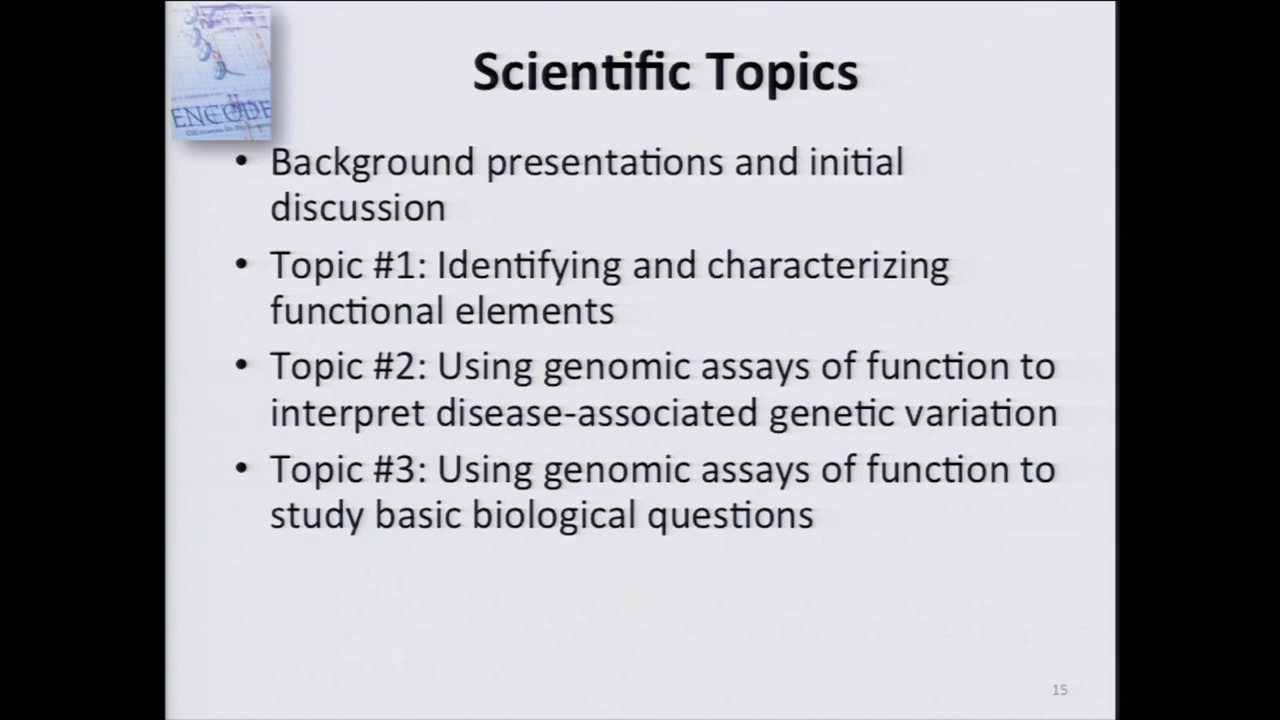 Scientific Topics
ENCODE
• Background presentations and initial
discussion
• Topic #1: Identifying and characterizing
functional elements
• Topic #2: Using genomic assays of function to
interpret disease-associated genetic variation
• Topic #3: Using genomic assays of function to
study basic biological questions
15